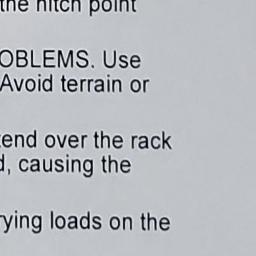 the hitch point
OBLEMS. Use
Avoid terrain or
tend over the rack
d, causing the
rying loads on the